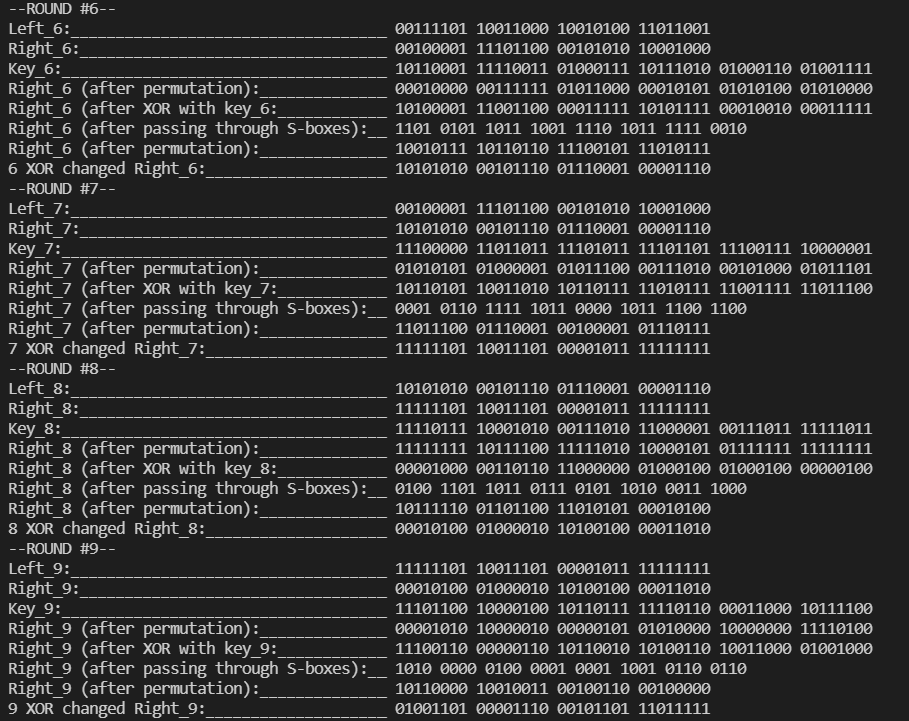 --ROUND #6--
Left_6:___________________________________ 00111101 10011000 10010100 11011001
Right_6:__________________________________ 00100001 11101100 00101010 10001000
Key_6:____________________________________ 10110001 11110011 01000111 10111010 01000110 01001111
Right_6 (after permutation):______________ 00010000 00111111 01011000 00010101 01010100 01010000
Right_6 (after XOR with key_6:____________ 10100001 11001100 00011111 10101111 00010010 00011111
Right_6 (after passing through S-boxes):__ 1101 0101 1011 1001 1110 1011 1111 0010
Right_6 (after permutation):______________ 10010111 10110110 11100101 11010111
6 XOR changed Right_6:____________________ 10101010 00101110 01110001 00001110
--ROUND #7--
Left_7:___________________________________ 00100001 11101100 00101010 10001000
Right_7:__________________________________ 10101010 00101110 01110001 00001110
Key_7:____________________________________ 11100000 11011011 11101011 11101101 11100111 10000001
Right_7 (after permutation):______________ 01010101 01000001 01011100 00111010 00101000 01011101
Right_7 (after XOR with key_7:____________ 10110101 10011010 10110111 11010111 11001111 11011100
Right_7 (after passing through S-boxes):__ 0001 0110 1111 1011 0000 1011 1100 1100
Right_7 (after permutation):______________ 11011100 01110001 00100001 01110111
7 XOR changed Right_7:____________________ 11111101 10011101 00001011 11111111
--ROUND #8--
Left_8:___________________________________ 10101010 00101110 01110001 00001110
Right_8:__________________________________ 11111101 10011101 00001011 11111111
Key_8:____________________________________ 11110111 10001010 00111010 11000001 00111011 11111011
Right_8 (after permutation):______________ 11111111 10111100 11111010 10000101 01111111 11111111
Right_8 (after XOR with key_8:____________ 00001000 00110110 11000000 01000100 01000100 00000100
Right_8 (after passing through S-boxes):__ 0100 1101 1011 0111 0101 1010 0011 1000
Right_8 (after permutation):______________ 10111110 01101100 11010101 00010100
8 XOR changed Right_8:____________________ 00010100 01000010 10100100 00011010
--ROUND #9--
Left_9:___________________________________ 11111101 10011101 00001011 11111111
Right_9:__________________________________ 00010100 01000010 10100100 00011010
Key_9:____________________________________ 11101100 10000100 10110111 11110110 00011000 10111100
Right_9 (after permutation):______________ 00001010 10000010 00000101 01010000 10000000 11110100
Right_9 (after XOR with key_9:____________ 11100110 00000110 10110010 10100110 10011000 01001000
Right_9 (after passing through S-boxes):__ 1010 0000 0100 0001 0001 1001 0110 0110
Right_9 (after permutation):______________ 10110000 10010011 00100110 00100000
9 XOR changed Right_9:____________________ 01001101 00001110 00101101 11011111